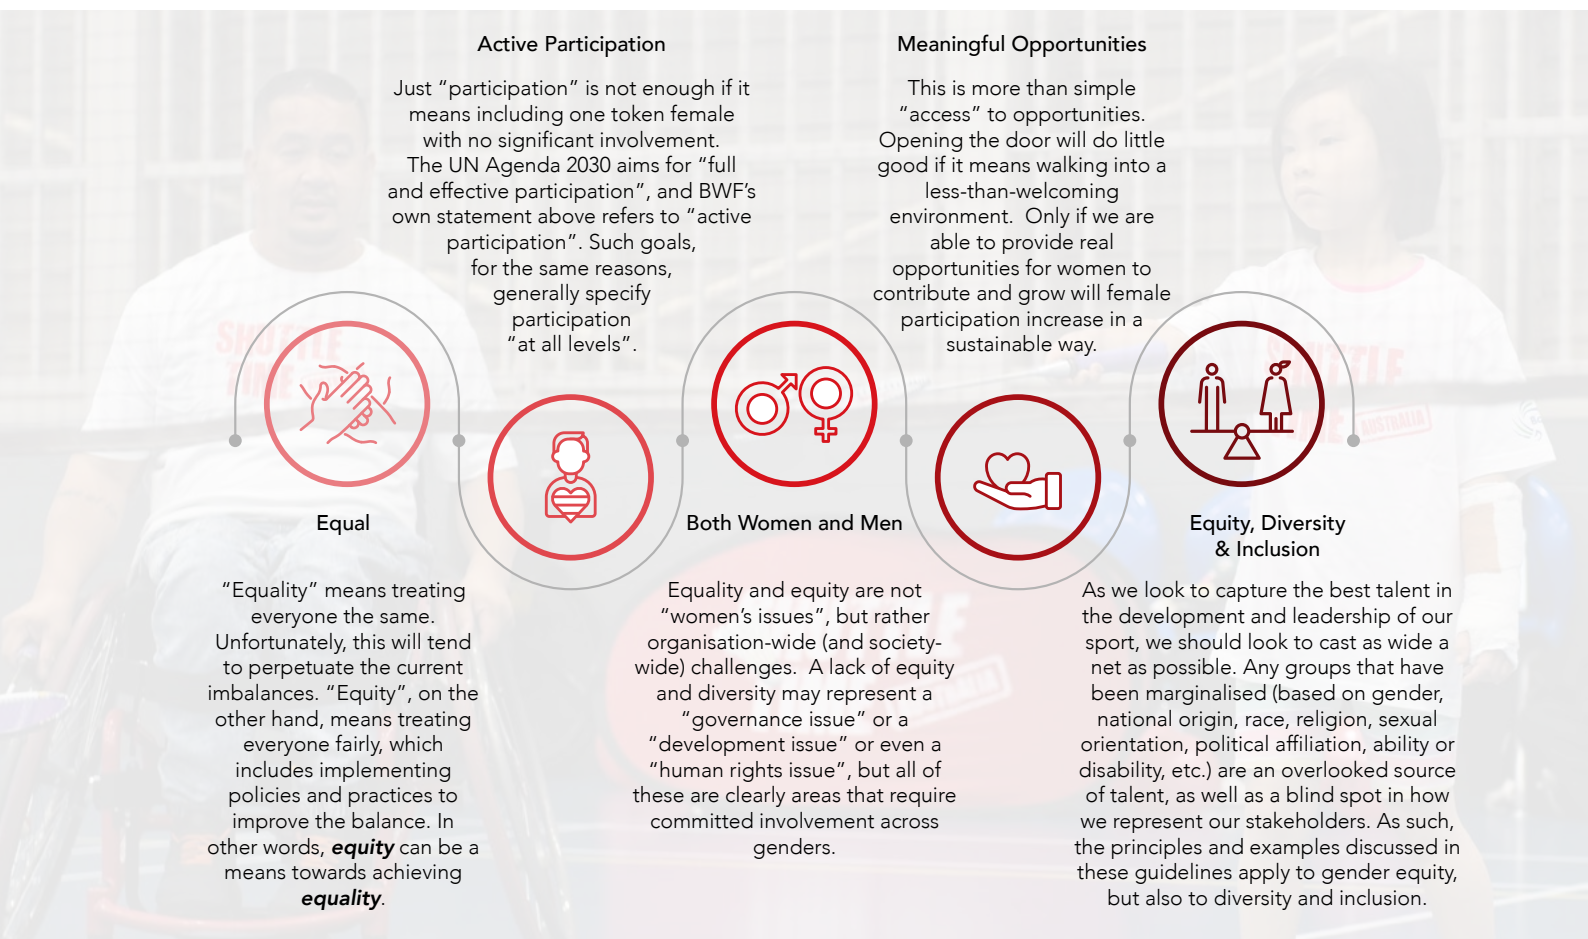 Active Participation
Just “participation” is not enough if it
means including one token female
with no significant involvement.
The UN Agenda 2030 aims for “full
and effective participation”, and BWF’s
own statement above refers to “active
participation”. Such goals,
for the same reasons,
generally specify
participation
“at all levels”.
Meaningful Opportunities
This is more than simple
“access” to opportunities.
Opening the door will do little
good if it means walking into a
less-than-welcoming
environment.  Only if we are
able to provide real
opportunities for women to
contribute and grow will female
participation increase in a
sustainable way.
SHUTTLE
TIME
SHUTTLE
TIME
AUSTRALIA
Equal
“Equality” means treating
everyone the same.
Unfortunately, this will tend
to perpetuate the current
imbalances. “Equity”, on the
other hand, means treating
everyone fairly, which
includes implementing
policies and practices to
improve the balance. In
other words, equity can be a
means towards achieving
equality.
Both Women and Men
Equality and equity are not
“women’s issues”, but rather
organisation-wide (and society-
wide) challenges.  A lack of equity
and diversity may represent a
“governance issue” or a
“development issue” or even a
“human rights issue”, but all of
these are clearly areas that require
committed involvement across
genders.
Equity, Diversity
& Inclusion
As we look to capture the best talent in
the development and leadership of our
sport, we should look to cast as wide a
net as possible. Any groups that have
been marginalised (based on gender,
national origin, race, religion, sexual
orientation, political affiliation, ability or
disability, etc.) are an overlooked source
of talent, as well as a blind spot in how
we represent our stakeholders. As such,
the principles and examples discussed in
these guidelines apply to gender equity,
but also to diversity and inclusion.